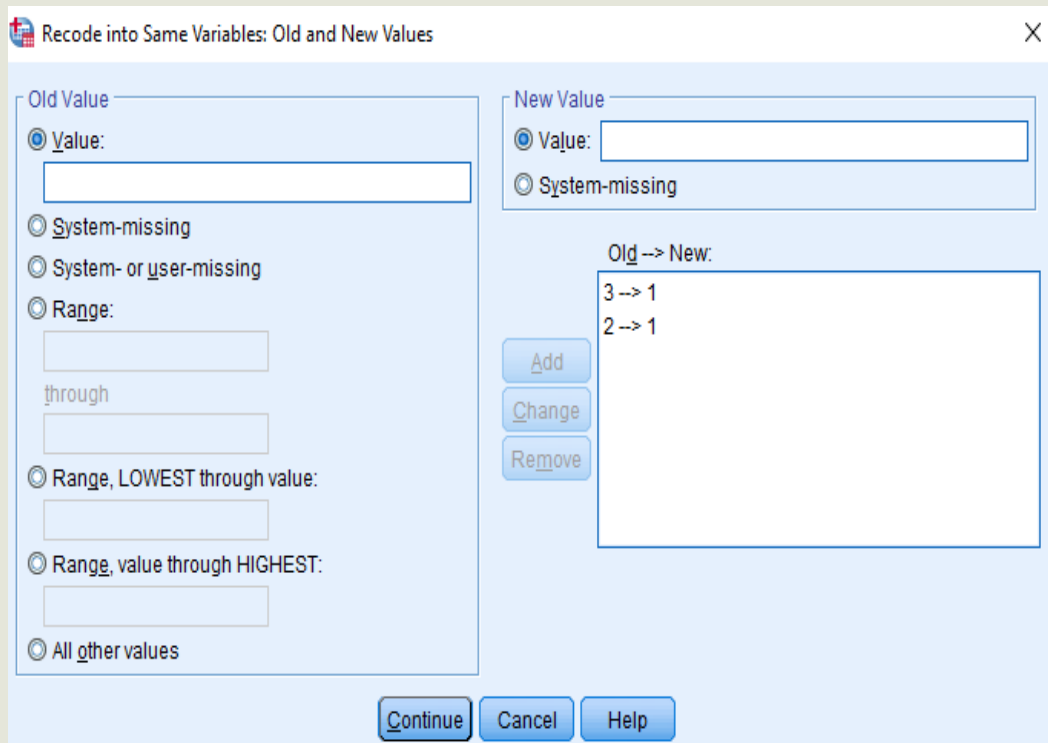 Recode into Same Variables: Old and New Values
Old Value
Value:
System-missing
System- or user-missing
Range:
through
Range, LOWEST through value:
Range, value through HIGHEST:
All other values
New Value
Value:
System-missing
Old --> New:
3 --> 1
2 --> 1
Add
Change
Remove
Continue
Cancel
Help